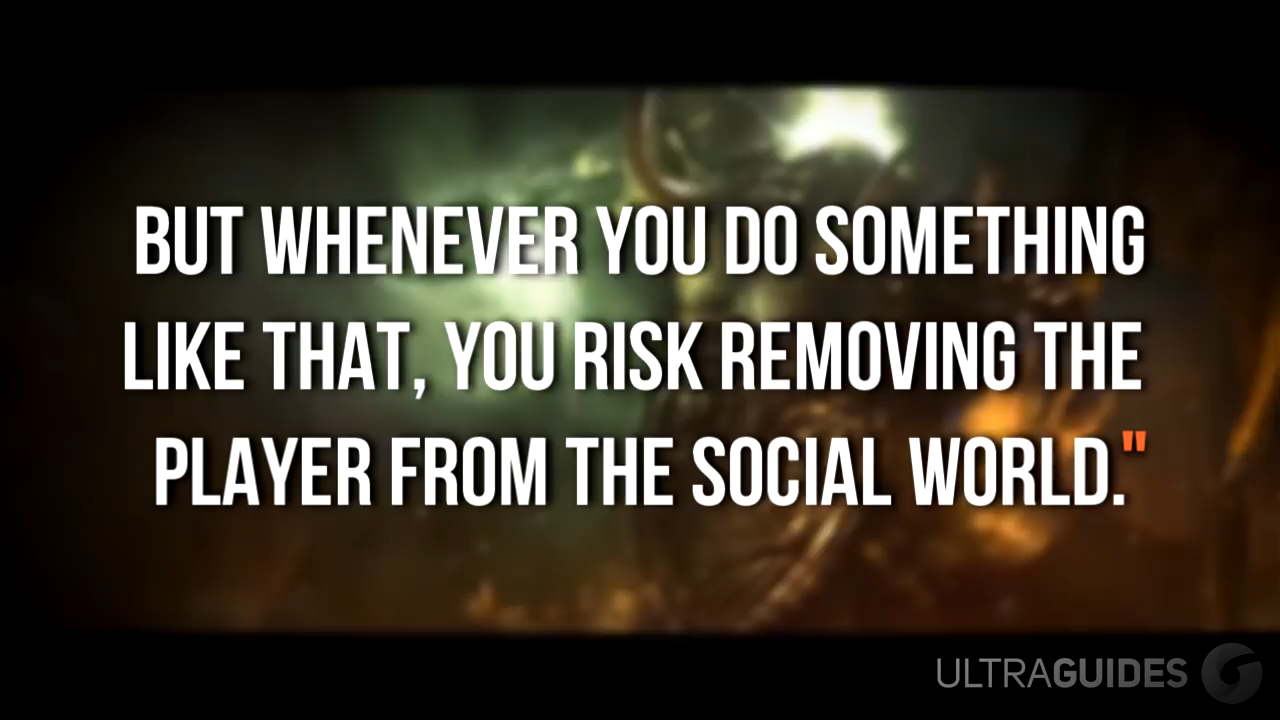 BUT WHENEVER YOU DO SOMETHING
LIKE THAT, YOU RISK REMOVING THE
PLAYER FROM THE SOCIAL WORLD."
ULTRAGUIDES